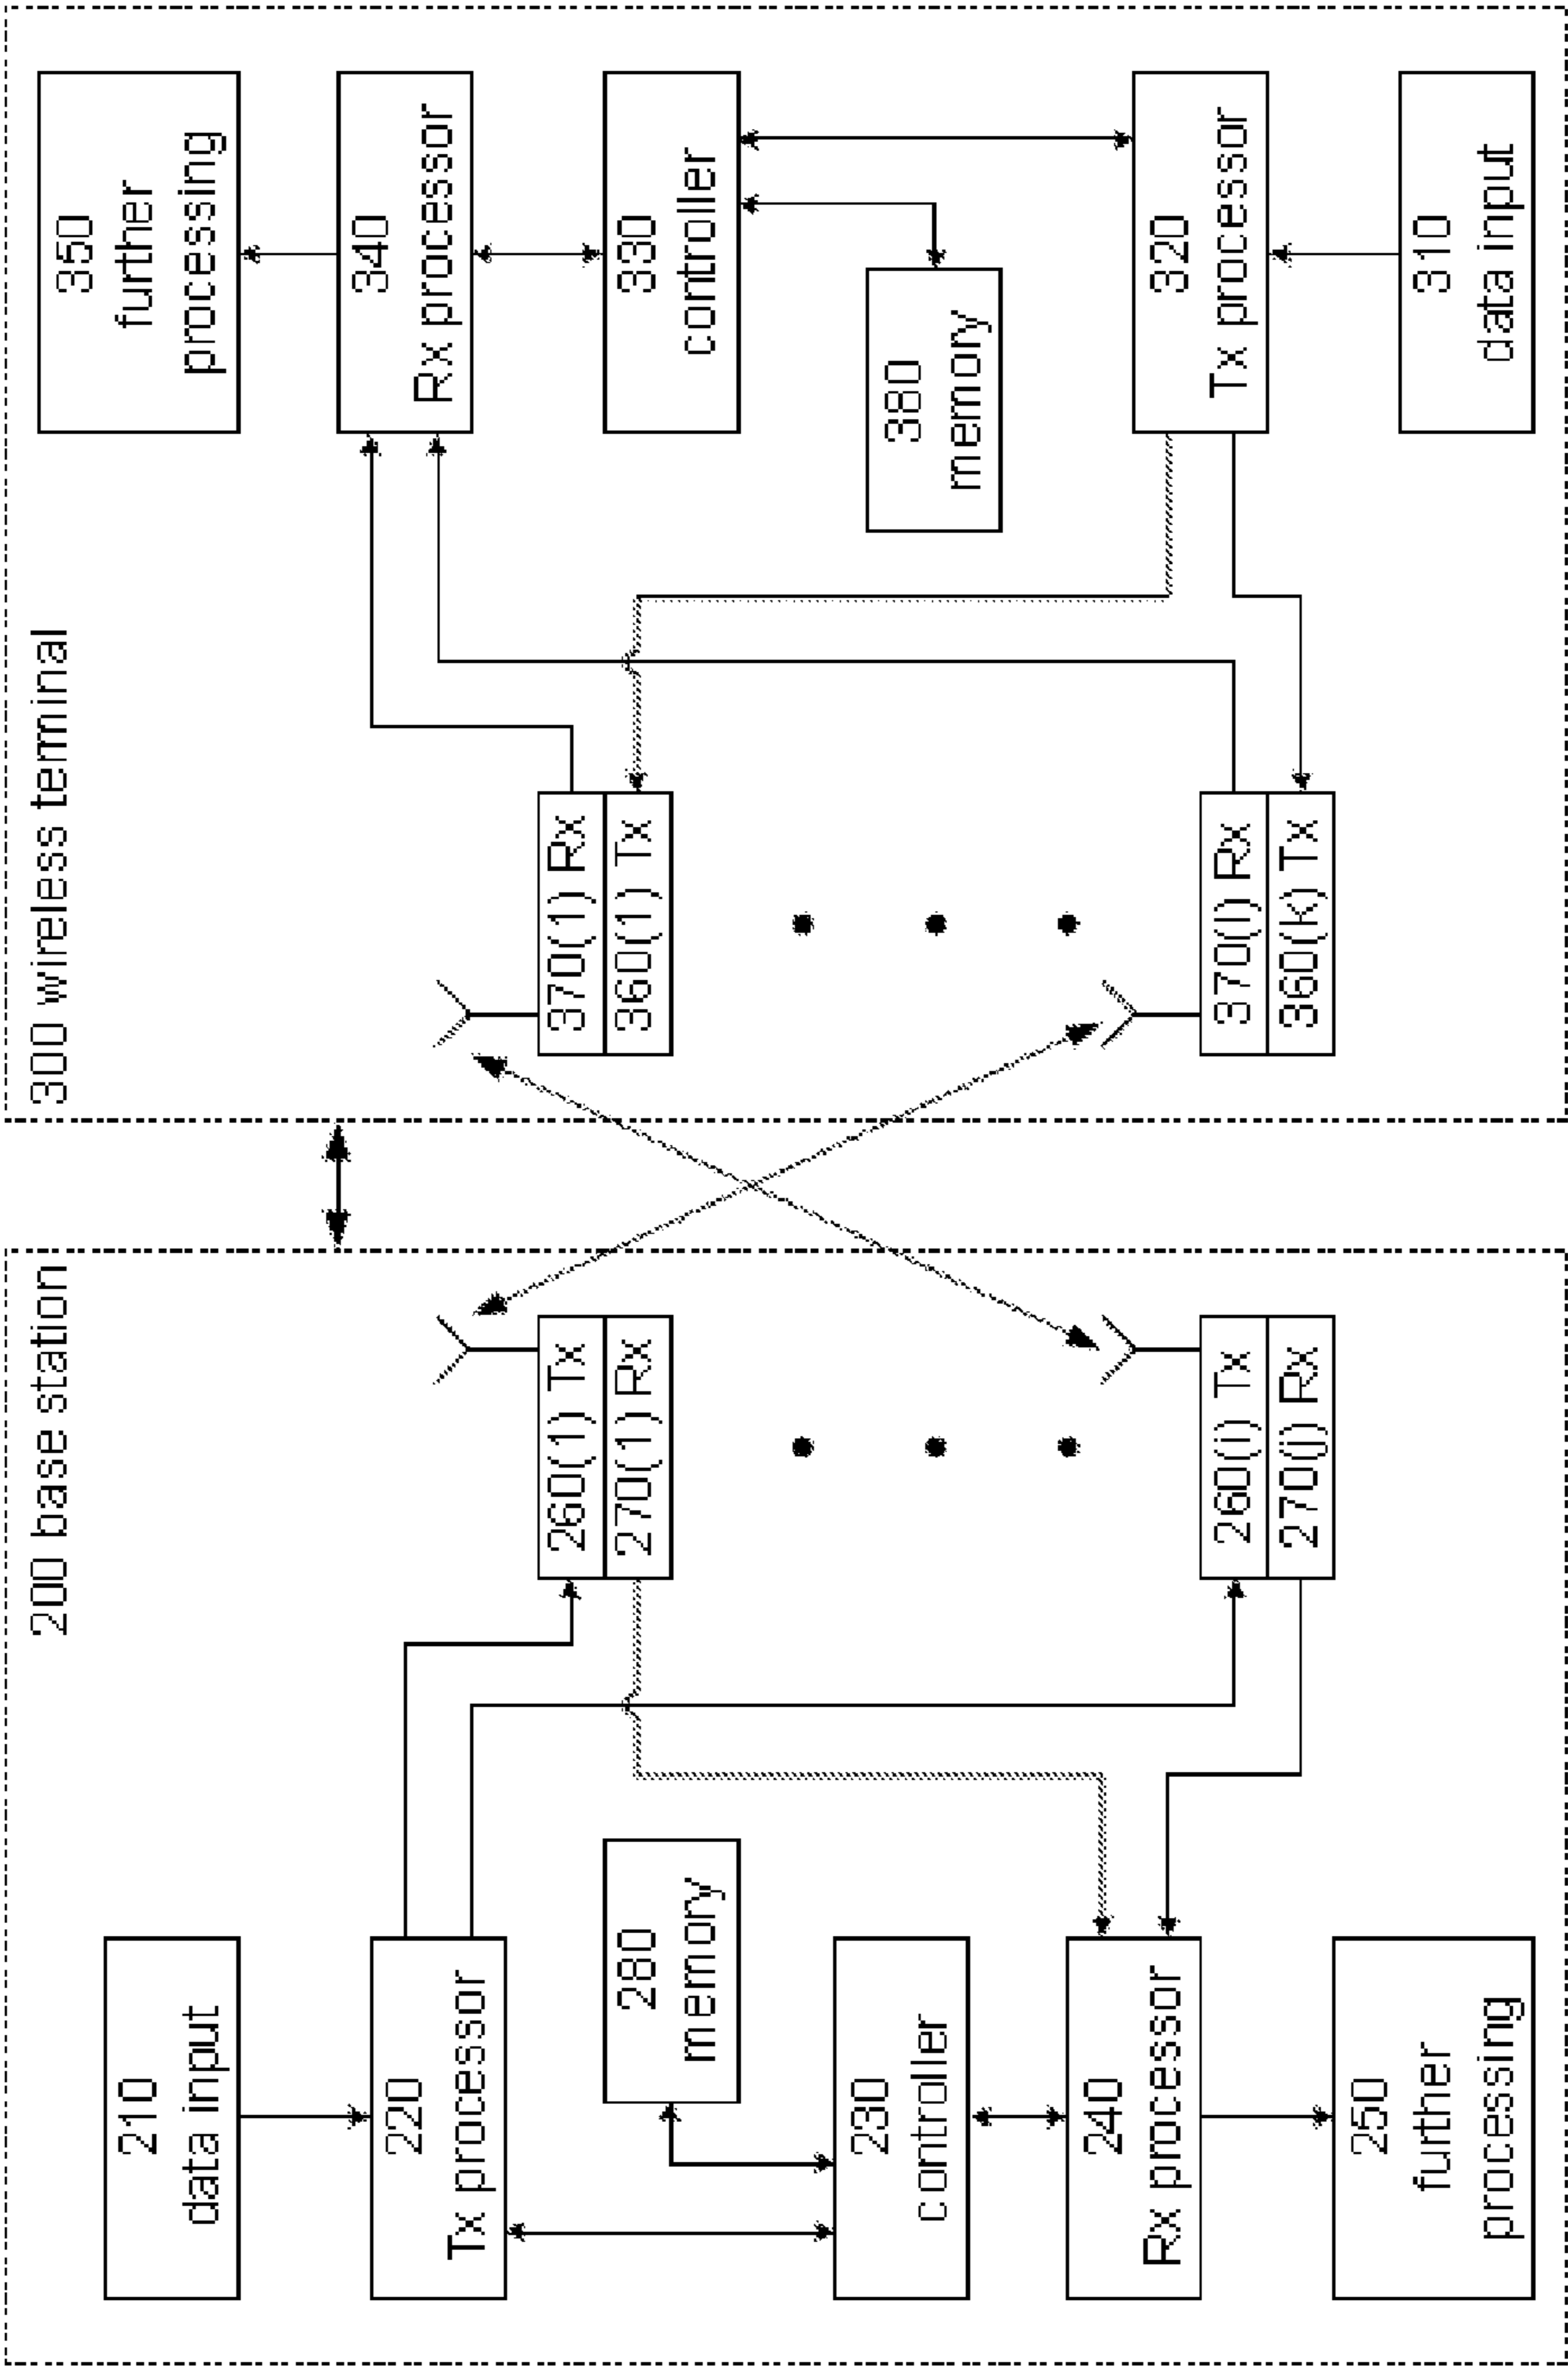 200 base station
210
data input
220
Tx processor
280
memory
230
controller
240
Rx processor
250
further
processing
260(1) Tx
270(1) Rx
260(i) Tx
270(j) Rx
300 wireless terminal
370(1) Rx
360(1) Tx
370(l) Rx
360(k) Tx
350
further
processing
340
Rx processor
330
controller
380
memory
320
Tx processor
310
data input